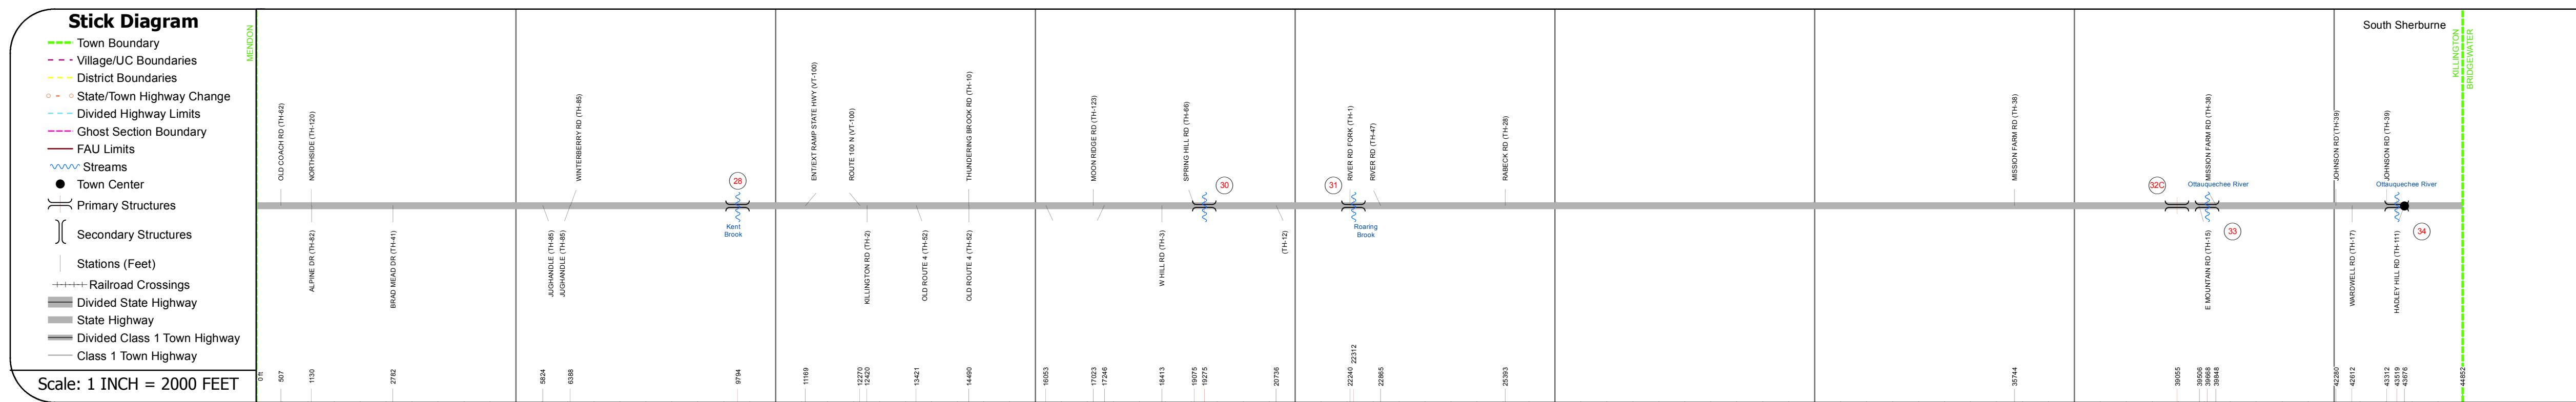 Stick Diagram
Town Boundary
Village/UC Boundaries
District Boundaries
State/Town Highway Change
Divided Highway Limits
Ghost Section Boundary
FAU Limits
Streams
Town Center
Primary Structures
Secondary Structures
Stations (Feet)
Railroad Crossings
Divided State Highway
State Highway
Divided Class 1 Town Highway
Class 1 Town Highway
Scale: 1 INCH = 2000 FEET
MENDON
OLD COACH RD (TH-62)
NORTHSIDE (TH-120)
WINTERBERRY RD (TH-85)
ENT/EXT RAMP STATE HWY (VT-100)
ROUTE 100 N (VT-100)
THUNDERING BROOK RD (TH-10)
MOON RIDGE RD (TH-123)
SPRING HILL RD (TH-66)
RIVER RD FORK (TH-1)
RIVER RD (TH-47)
RABECK RD (TH-28)
MISSION FARM RD (TH-38)
MISSION FARM RD (TH-38)
JOHNSON RD (TH-39)
JOHNSON RD (TH-39)
South Sherburne
KILLINGTON
BRIDGEWATER
28
30
31
32C
Ottauquechee River
Ottauquechee River
Kent
Brook
Roaring
Brook
33
34
ALPINE DR (TH-82)
BRAD MEAD DR (TH-41)
JUGHANDLE (TH-85)
JUGHANDLE (TH-85)
KILLINGTON RD (TH-2)
OLD ROUTE 4 (TH-52)
OLD ROUTE 4 (TH-52)
W HILL RD (TH-3)
(TH-12)
E MOUNTAIN RD (TH-15)
WARDWELL RD (TH-17)
HADLEY HILL RD (TH-111)
0 ft
507
1130
2782
5824
6388
9794
11169
12270
12420
13421
14490
16053
17023
17246
18413
19075
19275
20736
22240
22312
22865
25393
35744
39055
39506
39668
39848
42280
42612
43312
43519
43676
44852